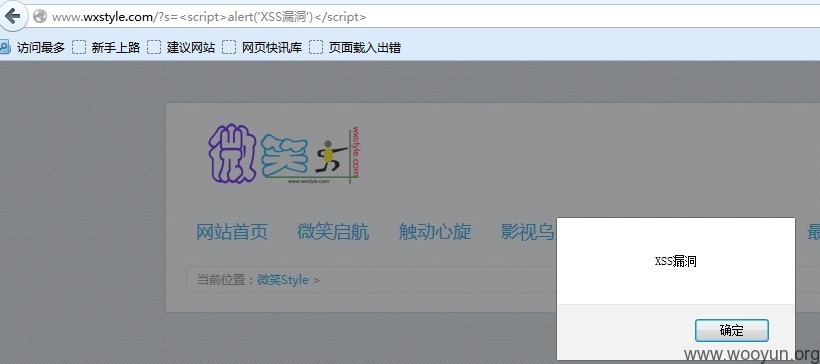 www.wxstyle.com/?s=<script>alert('XSS漏洞')</script>
访问最多 新手上路 建议网站 网页快讯库 页面载入出错
微笑
wxstyle.com
www.wxstyle.com
网站首页 微笑启航 触动心旋 影视乌 最
当前位置：微笑Style >
XSS漏洞
确定
www.wooyun.org